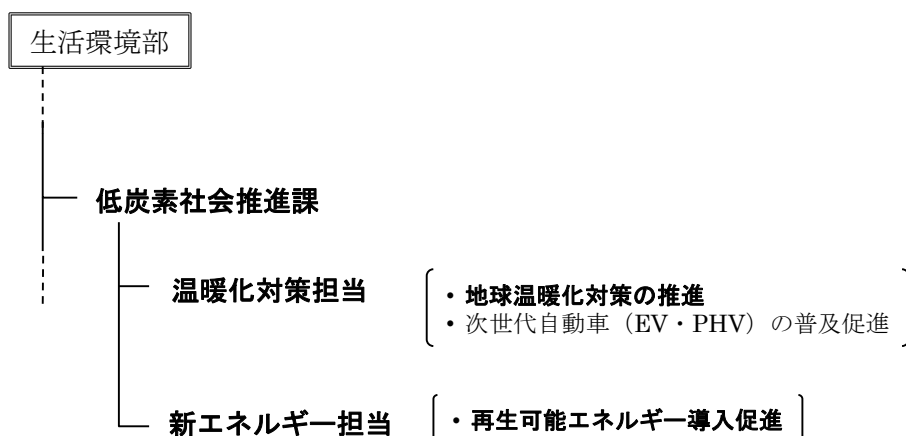 生活環境部
低炭素社会推進課
温暖化対策担当
・地球温暖化対策の推進
・次世代自動車（EV・PHV）の普及促進
新エネルギー担当
・再生可能エネルギー導入促進